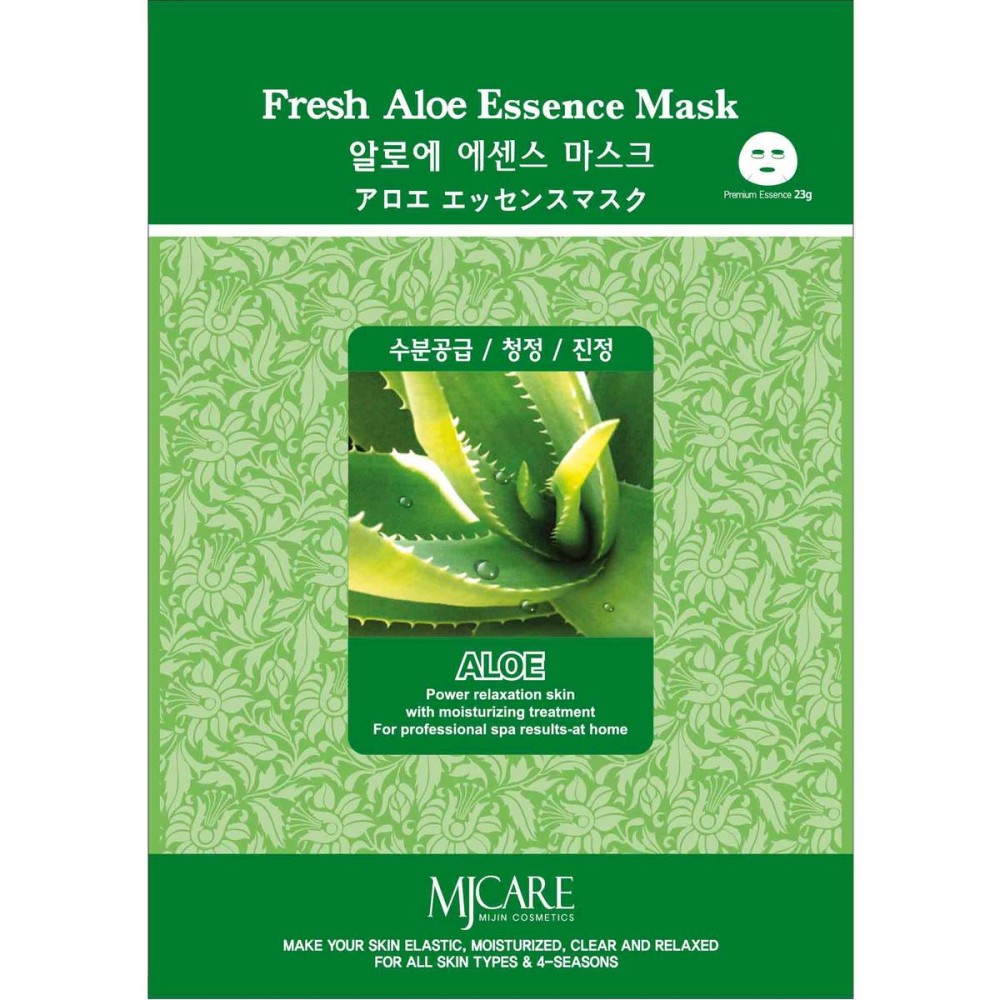 Fresh Aloe Essence Mask
알로에 에센스 마스크
アロエ エッセンスマスク
Premium Essence 23g
수분공급 / 청정 / 진정
ALOE
Power relaxation skin
with moisturizing treatment
For professional spa results-at home
MJCARE
MIJIN COSMETICS
MAKE YOUR SKIN ELASTIC, MOISTURIZED, CLEAR AND RELAXED
FOR ALL SKIN TYPES & 4-SEASONS